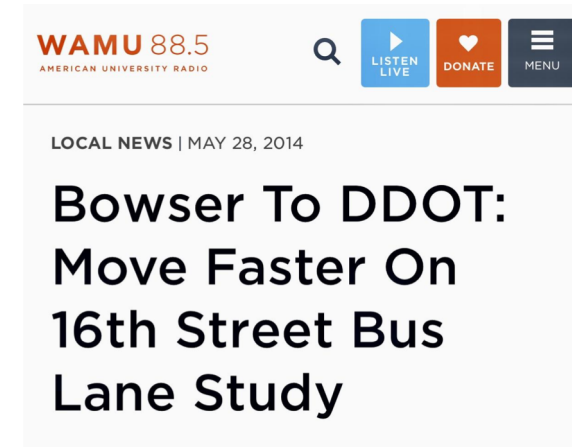 WAMU 88.5
AMERICAN UNIVERSITY RADIO
LISTEN
LIVE
DONATE
MENU
LOCAL NEWS | MAY 28, 2014
Bowser To DDOT:
Move Faster On
16th Street Bus
Lane Study